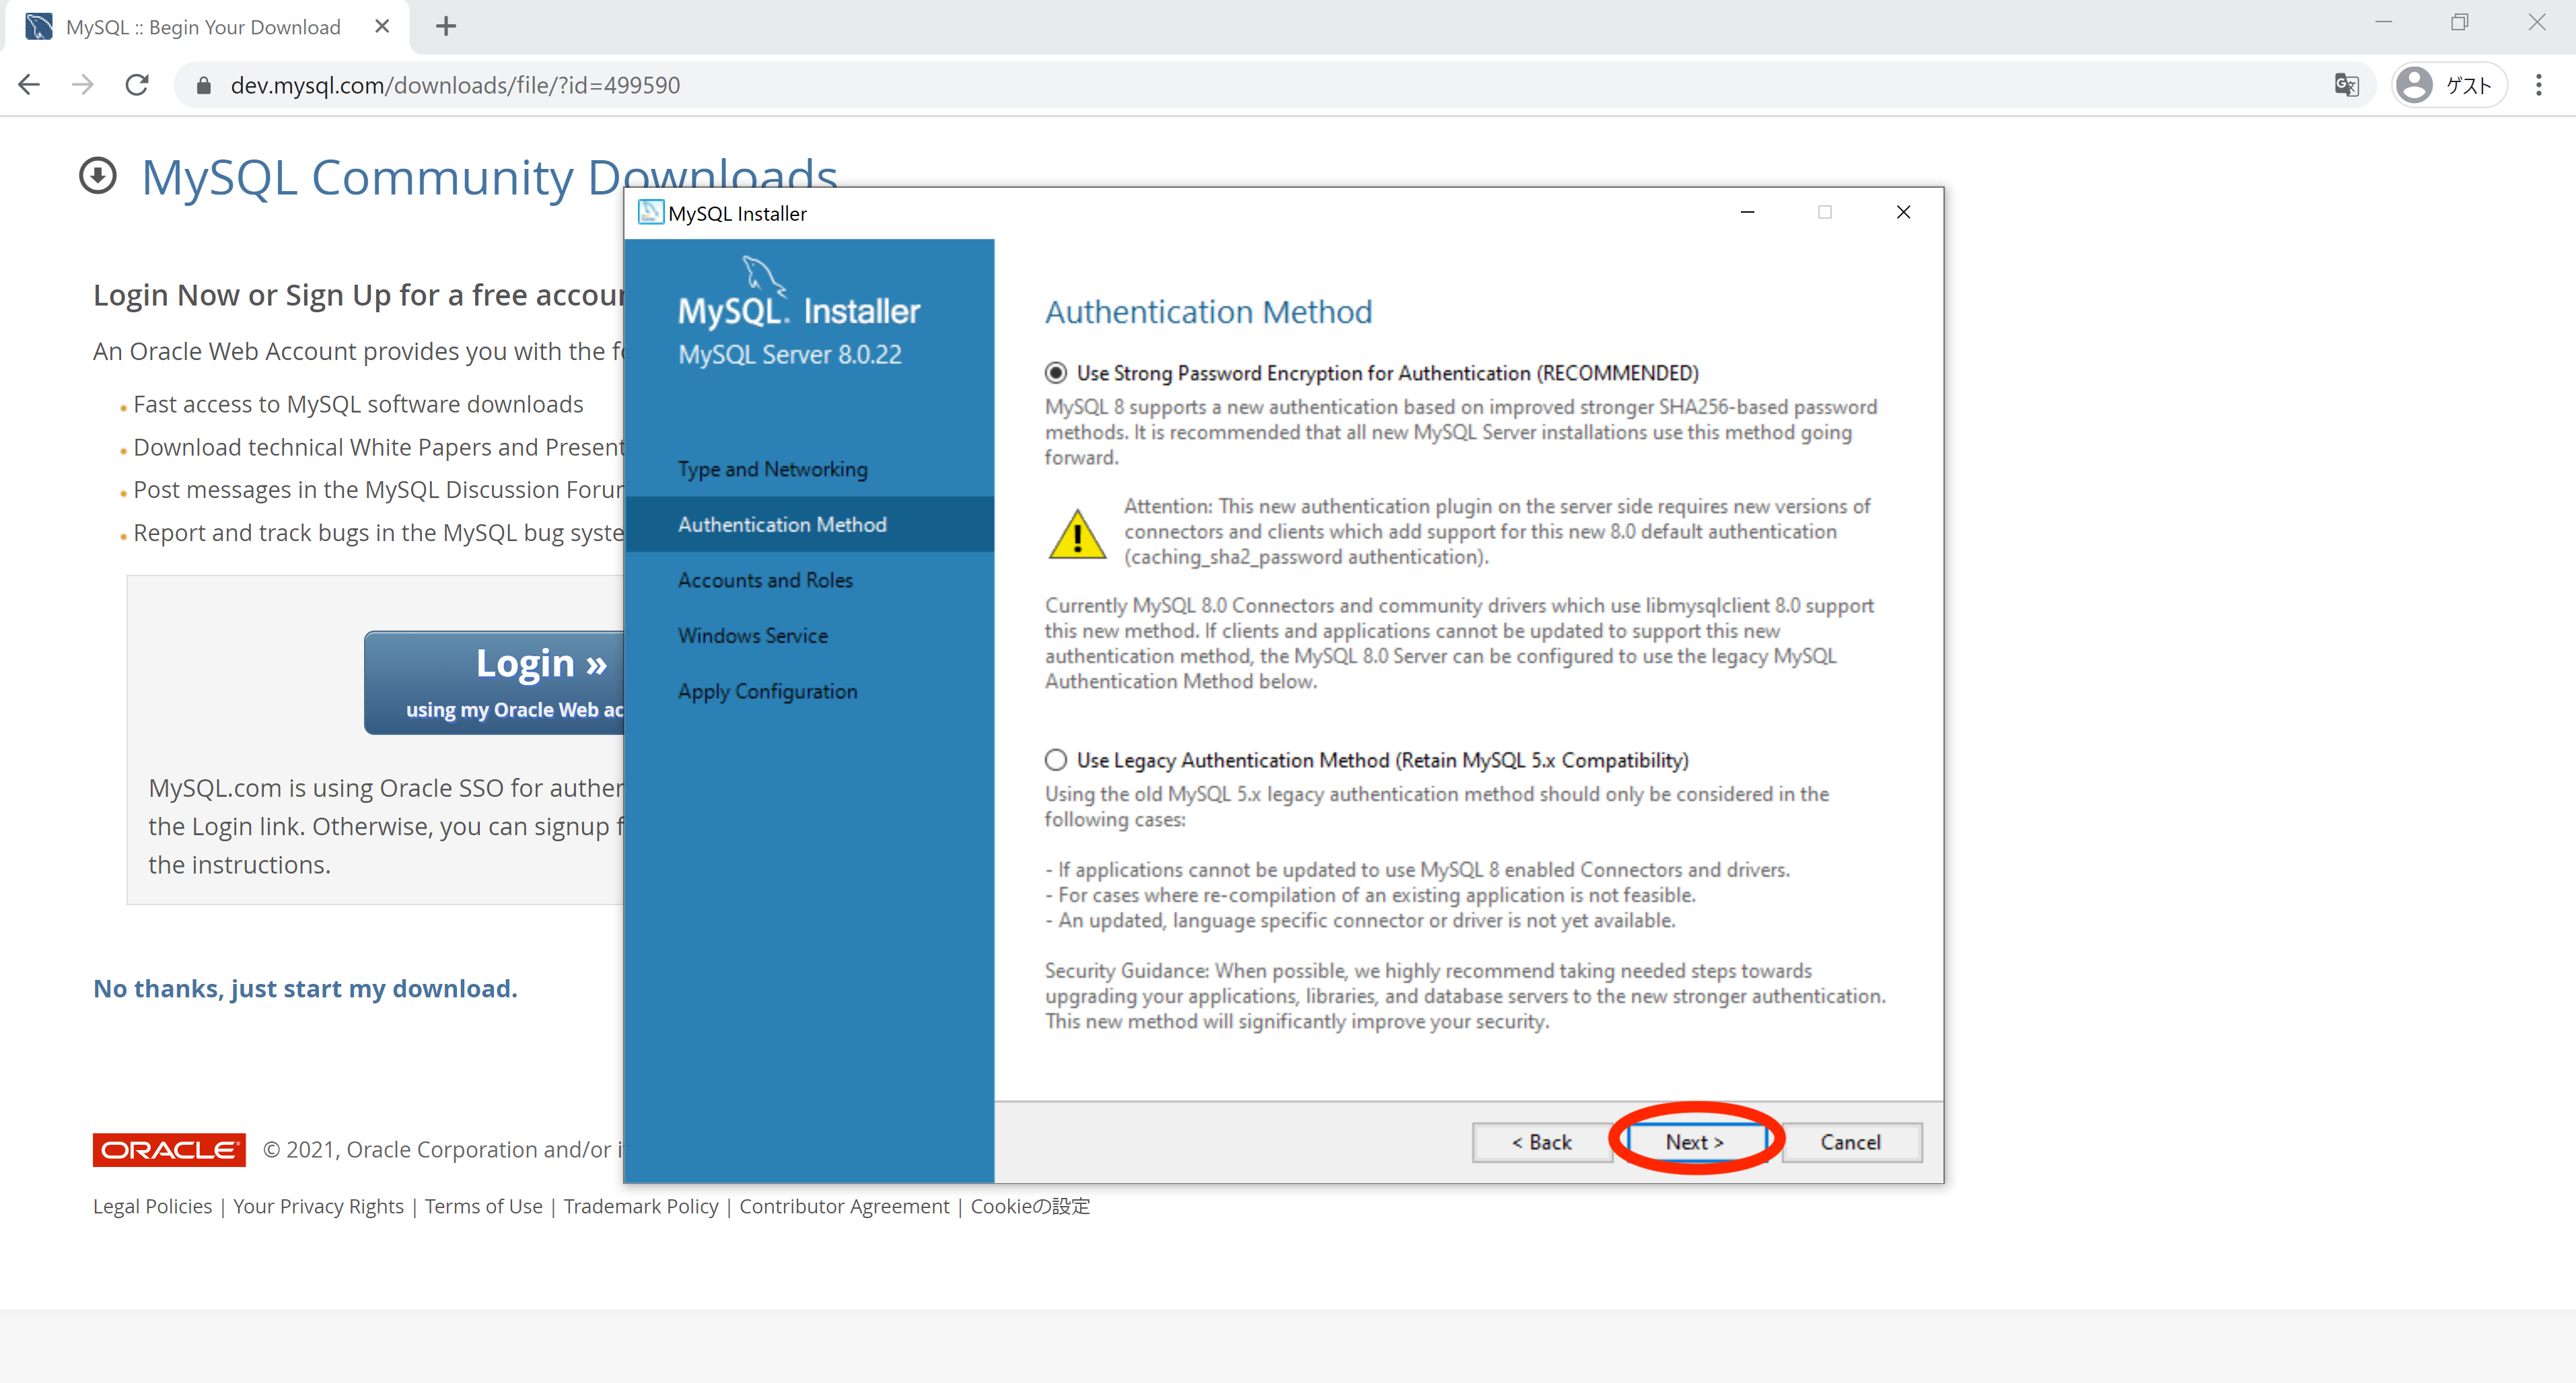 MySQL :: Begin Your Download
dev.mysql.com/downloads/file/?id=499590
ゲスト
MySQL Community Downloads
Login Now or Sign Up for a free
An Oracle Web Account provides you with the
Fast access to MySQL software downloads
Download technical White Papers and
Post messages in the MySQL Discussion
Report and track bugs in the MySQL bug
Login »
using my Oracle Web
MySQL.com is using Oracle SSO for
the Login link. Otherwise, you can signup
the instructions.
No thanks, just start my download.
ORACLE
© 2021, Oracle Corporation and/or
Legal Policies | Your Privacy Rights | Terms of Use | Trademark Policy | Contributor Agreement | Cookieの設定
MySQL Installer
MySQL. Installer
MySQL Server 8.0.22
Type and Networking
Authentication Method
Accounts and Roles
Windows Service
Apply Configuration
Authentication Method
Use Strong Password Encryption for Authentication (RECOMMENDED)
MySQL 8 supports a new authentication based on improved stronger SHA256-based password
methods. It is recommended that all new MySQL Server installations use this method going
forward.
Attention: This new authentication plugin on the server side requires new versions of
connectors and clients which add support for this new 8.0 default authentication
(caching_sha2_password authentication).
Currently MySQL 8.0 Connectors and community drivers which use libmysqlclient 8.0 support
this new method. If clients and applications cannot be updated to support this new
authentication method, the MySQL 8.0 Server can be configured to use the legacy MySQL
Authentication Method below.
Use Legacy Authentication Method (Retain MySQL 5.x Compatibility)
Using the old MySQL 5.x legacy authentication method should only be considered in the
following cases:
- If applications cannot be updated to use MySQL 8 enabled Connectors and drivers.
- For cases where re-compilation of an existing application is not feasible.
- An updated, language specific connector or driver is not yet available.
Security Guidance: When possible, we highly recommend taking needed steps towards
upgrading your applications, libraries, and database servers to the new stronger authentication.
This new method will significantly improve your security.
< Back
Next >
Cancel